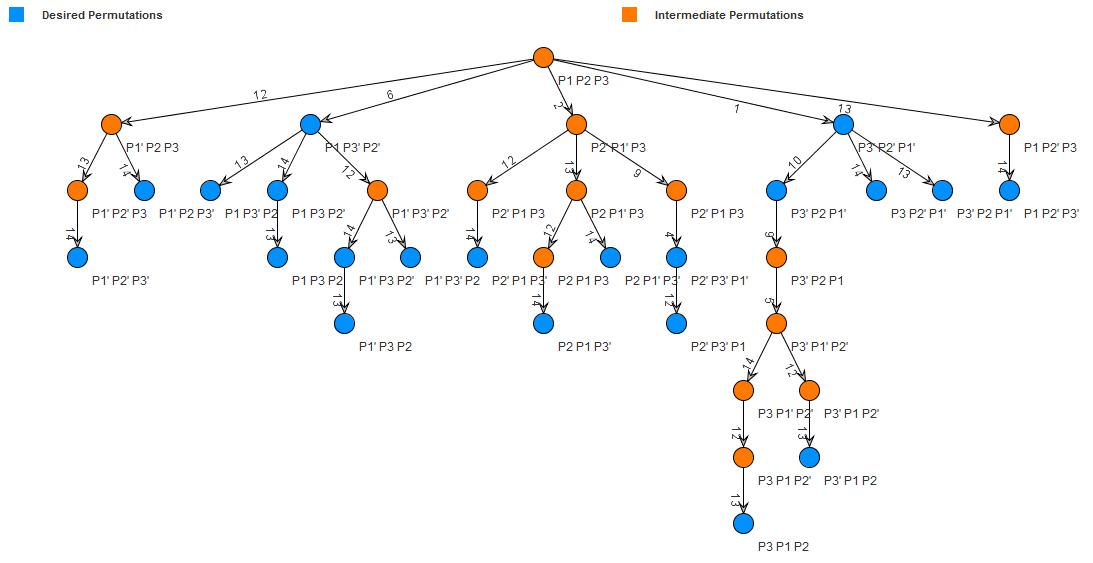 Desired Permutations
Intermediate Permutations
P1 P2 P3
12
6
2
1
13
P1' P2 P3
P1 P3' P2'
P2' P1' P3
P3' P2' P1'
P1 P2' P3
13
14
13
14
12
12
13
9
10
14
13
14
P1' P2' P3
P1' P2 P3'
P1 P3' P2
P1 P3 P2'
P1' P3' P2'
P2' P1 P3
P2 P1' P3
P2' P1 P3
P3' P2 P1'
P3 P2' P1'
P3' P2 P1'
P1 P2' P3'
14
13
14
13
14
12
14
4
9
P1' P2' P3'
P1 P3 P2
P1' P3 P2'
P1' P3' P2
P2' P1 P3'
P2 P1 P3
P2 P1' P3'
P2' P3' P1'
P3' P2 P1
13
14
12
5
P1' P3 P2
P2 P1 P3'
P2' P3' P1
P3' P1' P2'
14
12
P3 P1' P2'
P3' P1 P2'
12
13
P3 P1 P2'
P3' P1 P2
13
P3 P1 P2